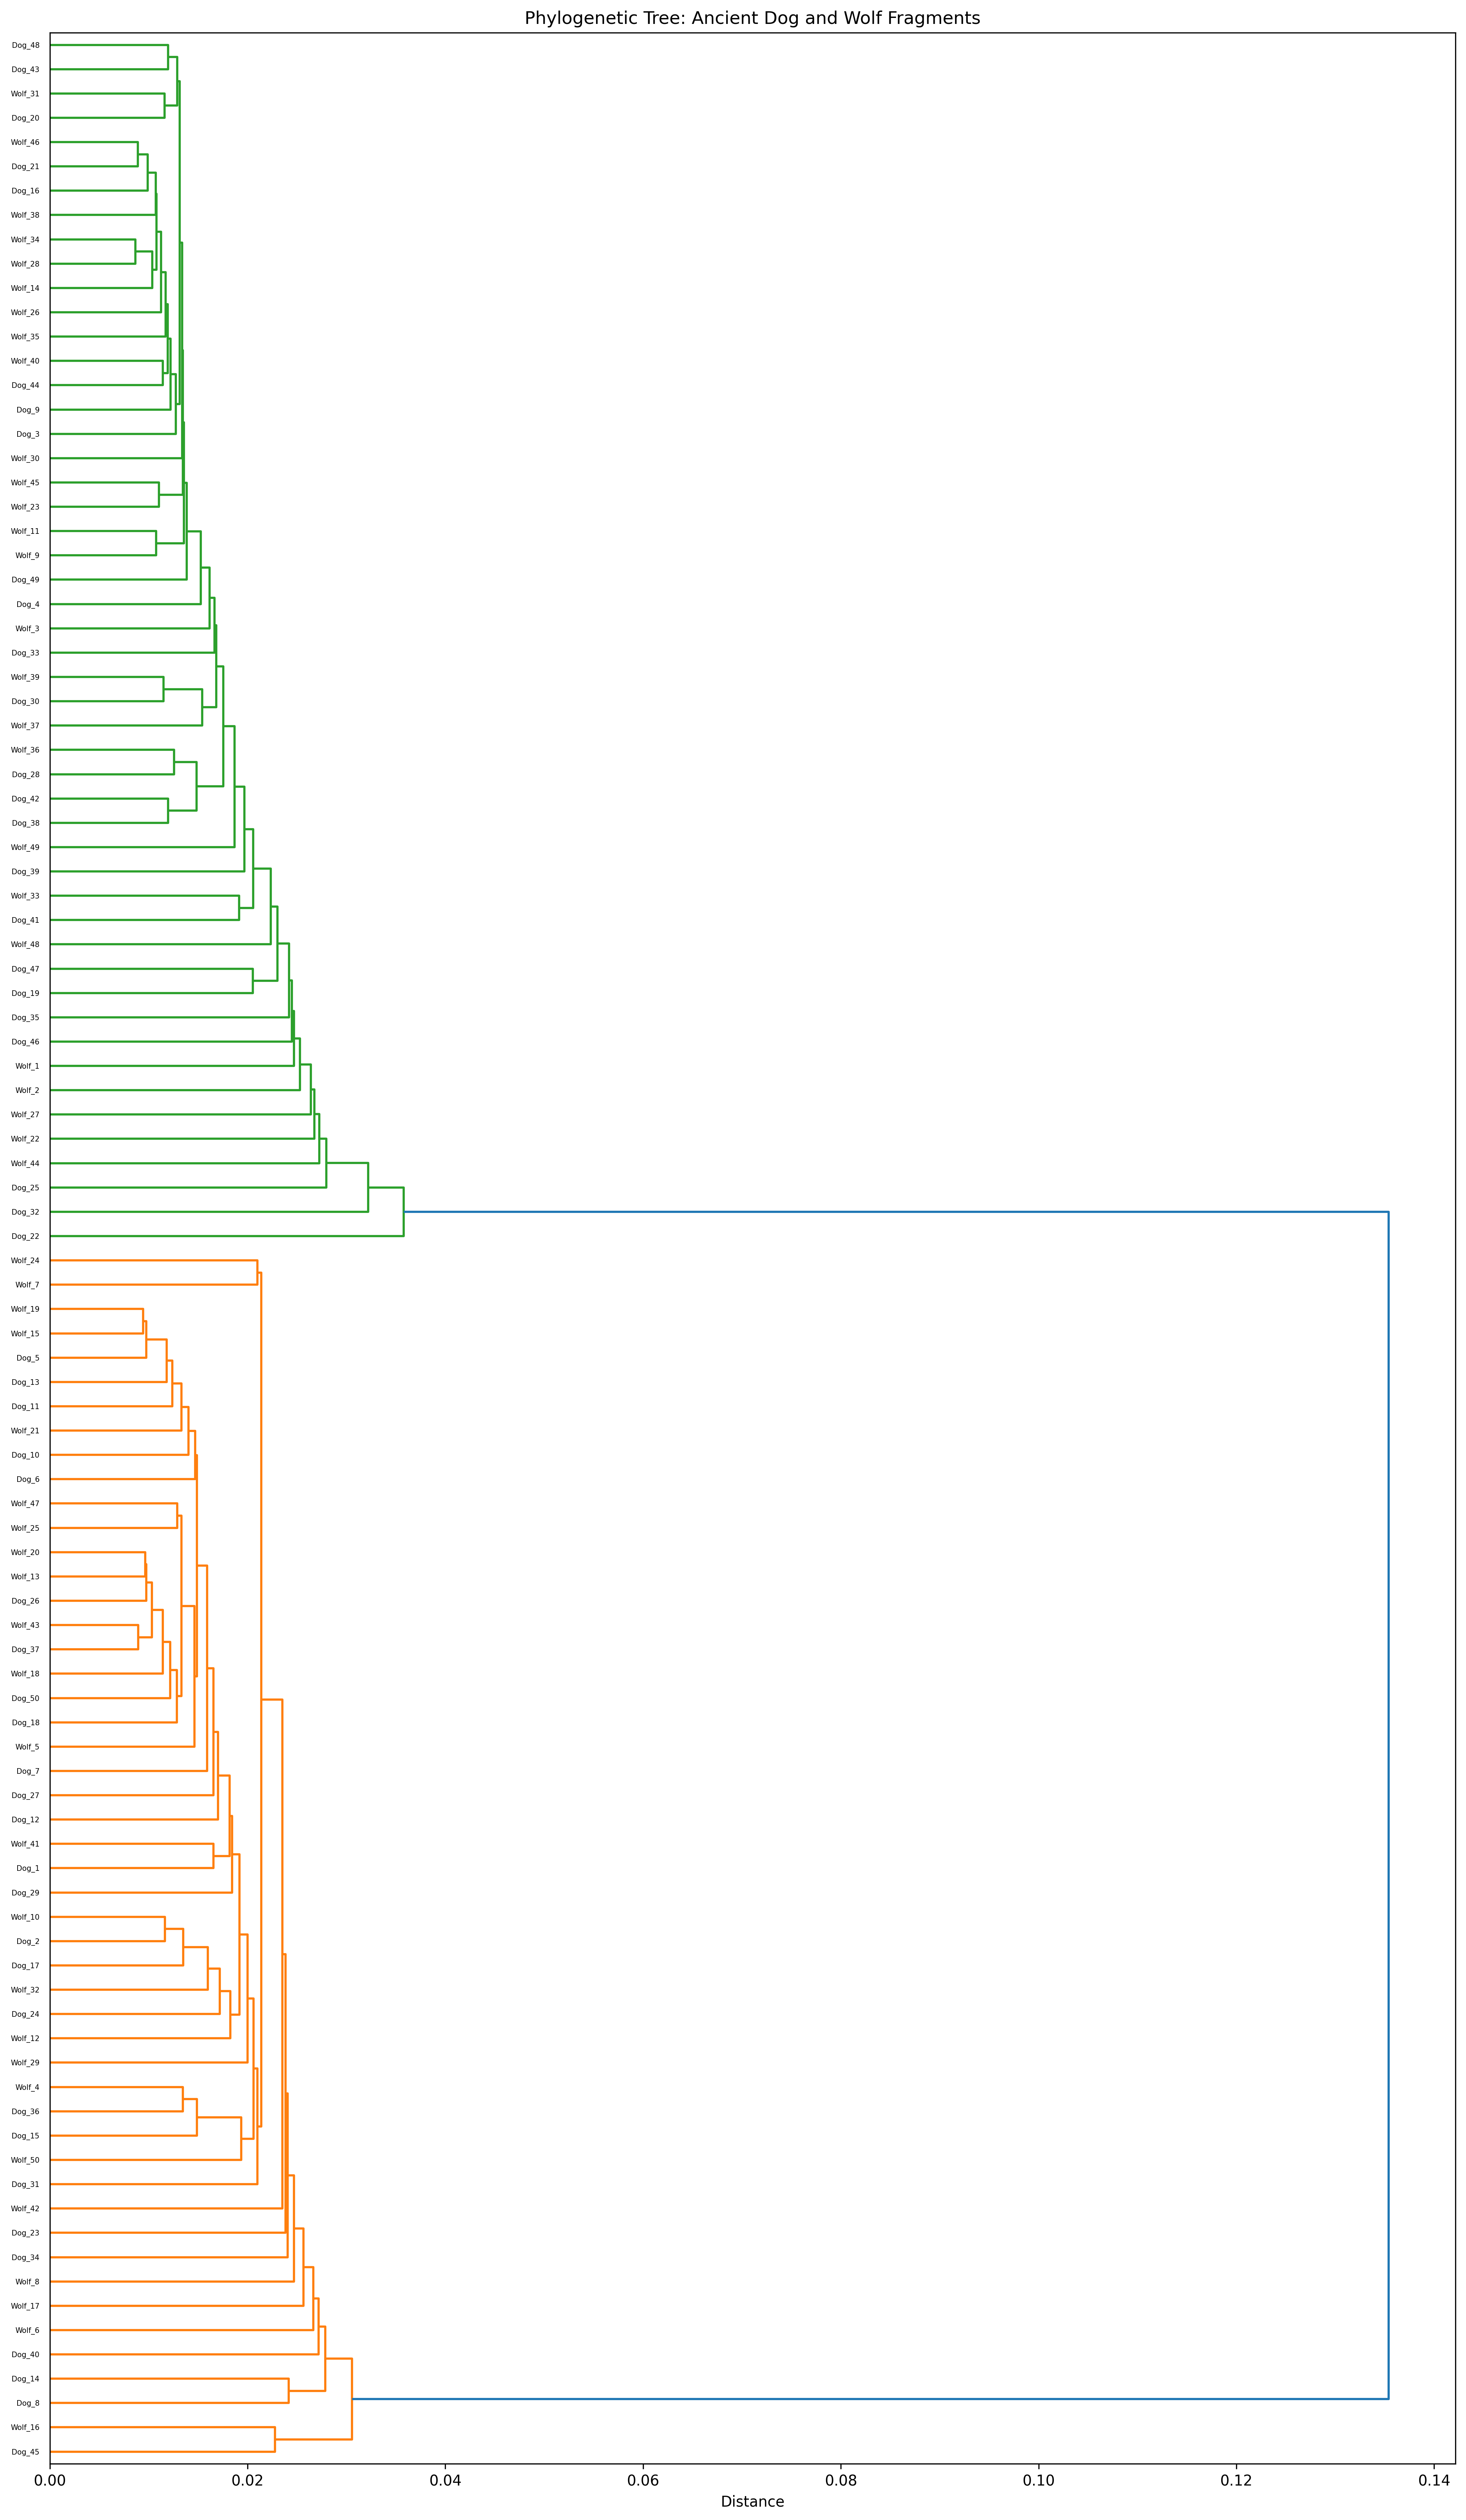 Phylogenetic Tree: Ancient Dog and Wolf Fragments
Dog_48
Dog_43
Wolf_31
Dog_20
Wolf_46
Dog_21
Dog_16
Wolf_38
Wolf_34
Wolf_28
Wolf_14
Wolf_26
Wolf_35
Wolf_40
Dog_44
Dog_9
Dog_3
Wolf_30
Wolf_45
Wolf_23
Wolf_11
Wolf_9
Dog_49
Dog_4
Wolf_3
Dog_33
Wolf_39
Dog_30
Wolf_37
Wolf_36
Dog_28
Dog_42
Dog_38
Wolf_49
Dog_39
Wolf_33
Dog_41
Wolf_48
Dog_47
Dog_19
Dog_35
Dog_46
Wolf_1
Wolf_2
Wolf_27
Wolf_22
Wolf_44
Dog_25
Dog_32
Dog_22
Wolf_24
Wolf_7
Wolf_19
Wolf_15
Dog_5
Dog_13
Dog_11
Wolf_21
Dog_10
Dog_6
Wolf_47
Wolf_25
Wolf_20
Wolf_13
Dog_26
Wolf_43
Dog_37
Wolf_18
Dog_50
Dog_18
Wolf_5
Dog_7
Dog_27
Dog_12
Wolf_41
Dog_1
Dog_29
Wolf_10
Dog_2
Dog_17
Wolf_32
Dog_24
Wolf_12
Wolf_29
Wolf_4
Dog_36
Dog_15
Wolf_50
Dog_31
Wolf_42
Dog_23
Dog_34
Wolf_8
Wolf_17
Wolf_6
Dog_40
Dog_14
Dog_8
Wolf_16
Dog_45
0.00 0.02 0.04 0.06 0.08 0.10 0.12 0.14
Distance